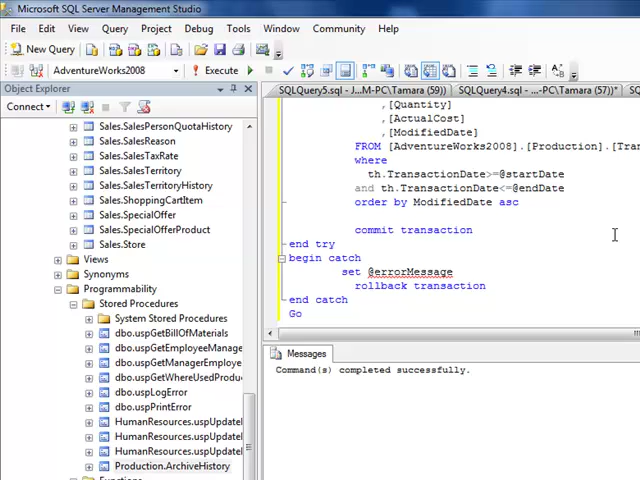 Microsoft SQL Server Management Studio
File Edit View Query Project Debug Tools Window Community Help
New Query
AdventureWorks2008 Execute
Object Explorer
SQLQuery5.sql - J...M-PC\Tamara (59)) SQLQuery4.sql - ...-PC\Tamara (57))* SQ
Connect
Sales.SalesPersonQuotaHistory
Sales.SalesReason
Sales.SalesTaxRate
Sales.SalesTerritory
Sales.SalesTerritoryHistory
Sales.ShoppingCartItem
Sales.SpecialOffer
Sales.SpecialOfferProduct
Sales.Store
Views
Synonyms
Programmability
Stored Procedures
System Stored Procedures
dbo.uspGetBillOfMaterials
dbo.uspGetEmployeeManage
dbo.uspGetManagerEmploye
dbo.uspGetWhereUsedProdu
dbo.uspLogError
dbo.uspPrintError
HumanResources.uspUpdatel
HumanResources.uspUpdatel
HumanResources.uspUpdatel
Production.ArchiveHistory
,[Quantity]
,[ActualCost]
,[ModifiedDate]
FROM [AdventureWorks2008].[Production].[Tran
where
th.TransactionDate>=@startDate
and th.TransactionDate<=@endDate
order by ModifiedDate asc
commit transaction
end try
begin catch
set @errorMessage
rollback transaction
end catch
Go
Messages
Command(s) completed successfully.